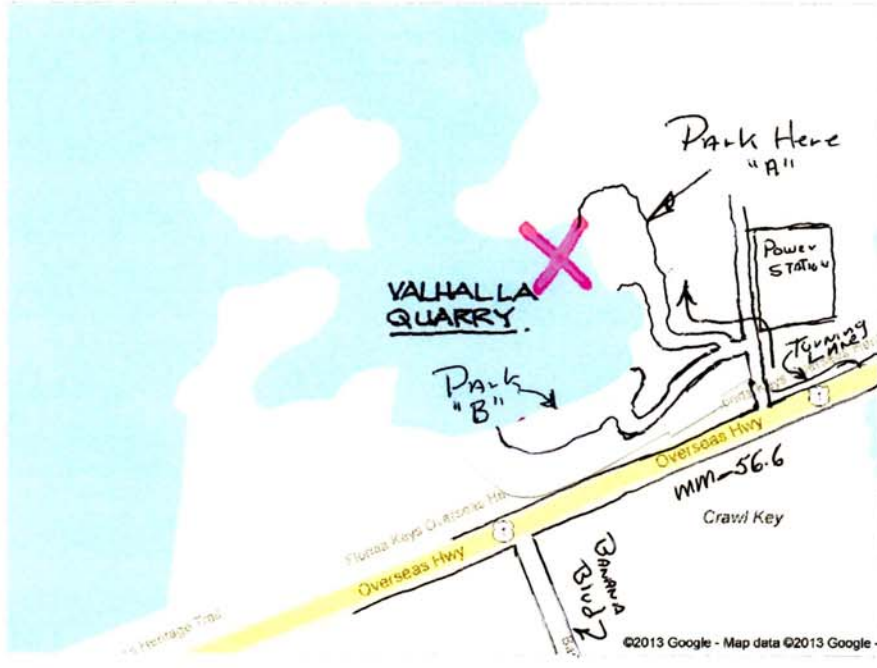 Park Here
"A"
Power
STATION
VALHALLA
QUARRY.
TURNING
LANE
Park
"B"
Overseas Hwy
MM-56.6
Crawl Key
Florida Keys Overseas He
Overseas Hwy
BANANA
Blvd
s Heritage Trail
©2013 Google - Map data ©2013 Google -